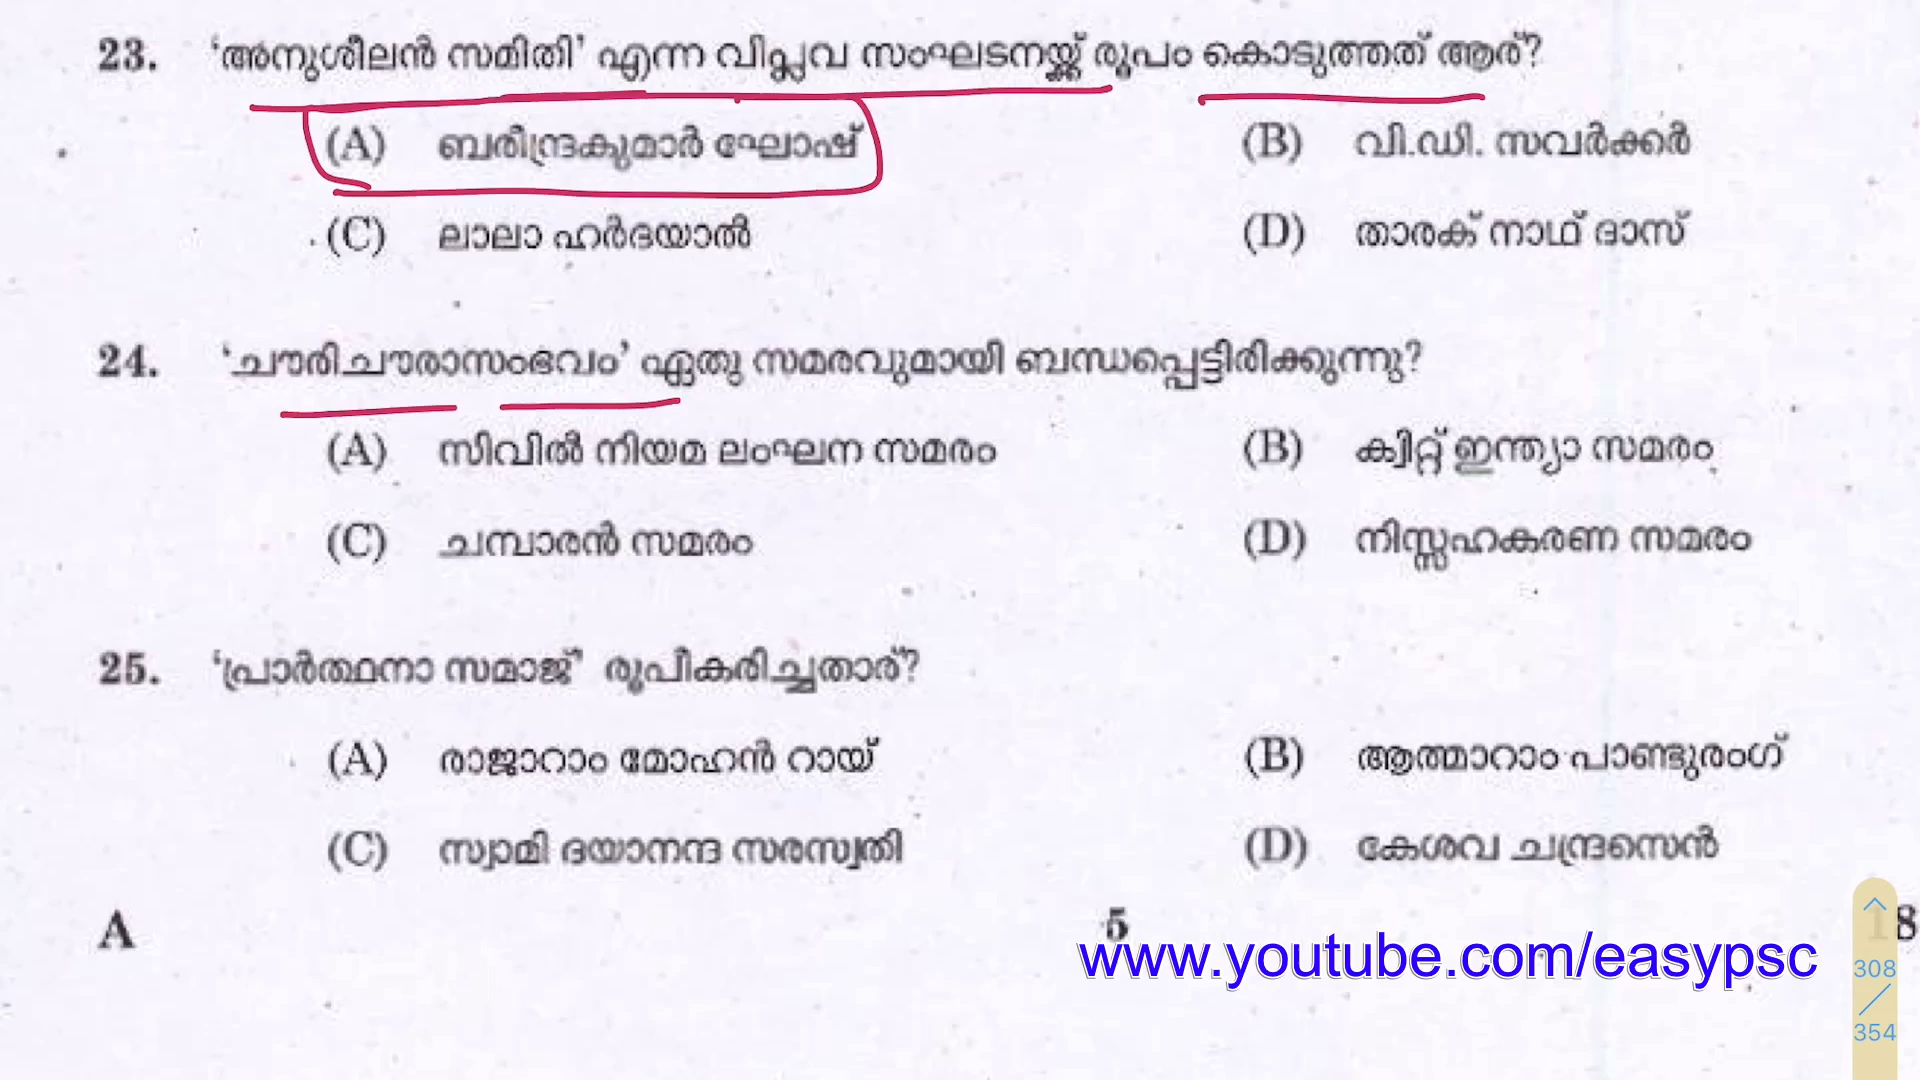 23. 'അനുശീലൻ സമിതി' എന്ന വിപ്ലവ സംഘടനയ്ക്ക് രൂപം കൊടുത്തത് ആര്?
(A) ബരീന്ദ്രകുമാർ ഘോഷ് (B) വി.ഡി. സവർക്കർ
(C) ലാലാ ഹർദയാൽ (D) താരക് നാഥ് ദാസ്
24. 'ചൗരിചൗരാസംഭവം' ഏതു സമരവുമായി ബന്ധപ്പെട്ടിരിക്കുന്നു?
(A) സിവിൽ നിയമ ലംഘന സമരം (B) ക്വിറ്റ് ഇന്ത്യാ സമരം
(C) ചമ്പാരൻ സമരം (D) നിസ്സഹകരണ സമരം
25. 'പ്രാർത്ഥനാ സമാജ്' രൂപീകരിച്ചതാര്?
(A) രാജാറാം മോഹൻ റായ് (B) ആത്മാറാം പാണ്ടുരംഗ്
(C) സ്വാമി ദയാനന്ദ സരസ്വതി (D) കേശവ ചന്ദ്രസെൻ
A 5 18
www.youtube.com/easypsc
308
354